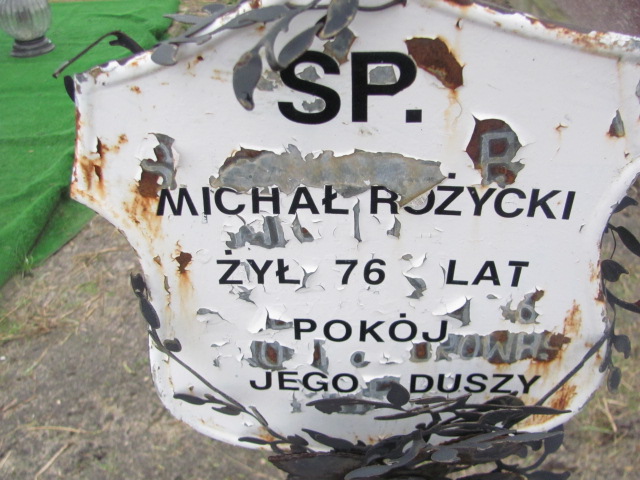 SP.
MICHAŁ RÓŻYCKI
ŻYŁ 76 LAT
POKÓJ
JEGO DUSZY